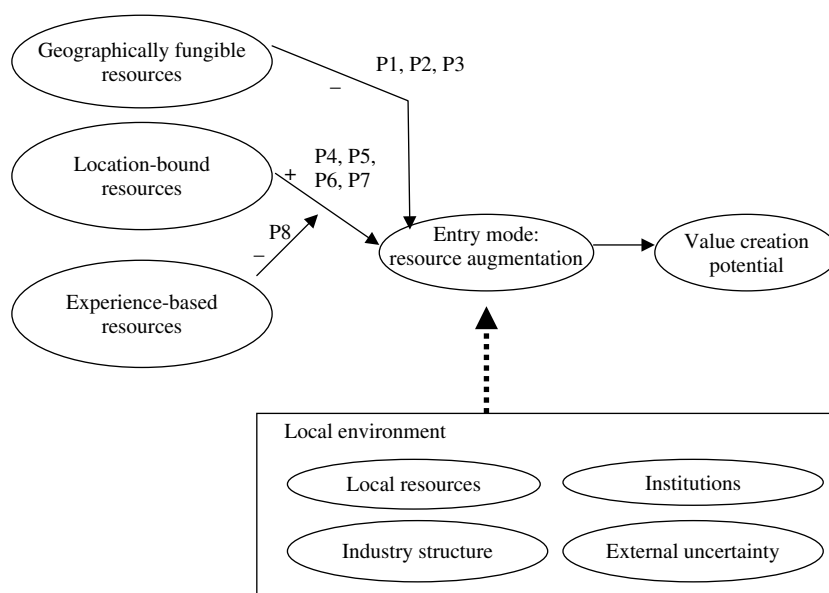 Geographically fungible
resources
P1, P2, P3
–
Location-bound
resources
+
P4, P5,
P6, P7
P8
–
Experience-based
resources
Entry mode:
resource augmentation
Value creation
potential
Local environment
Local resources
Institutions
Industry structure
External uncertainty